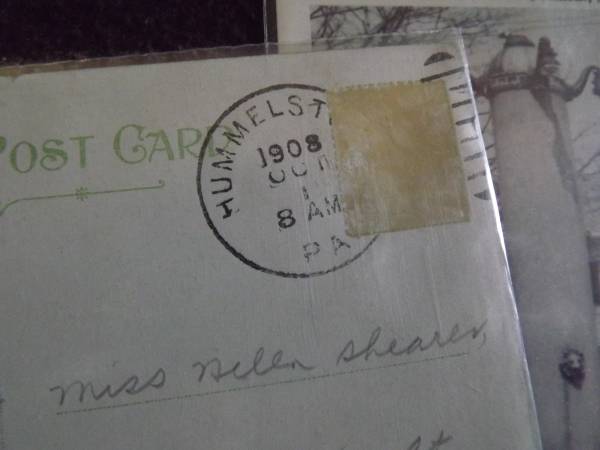 POST CARD
HUMMELST
1908
8 AM
PA
Miss Helen Shearer,